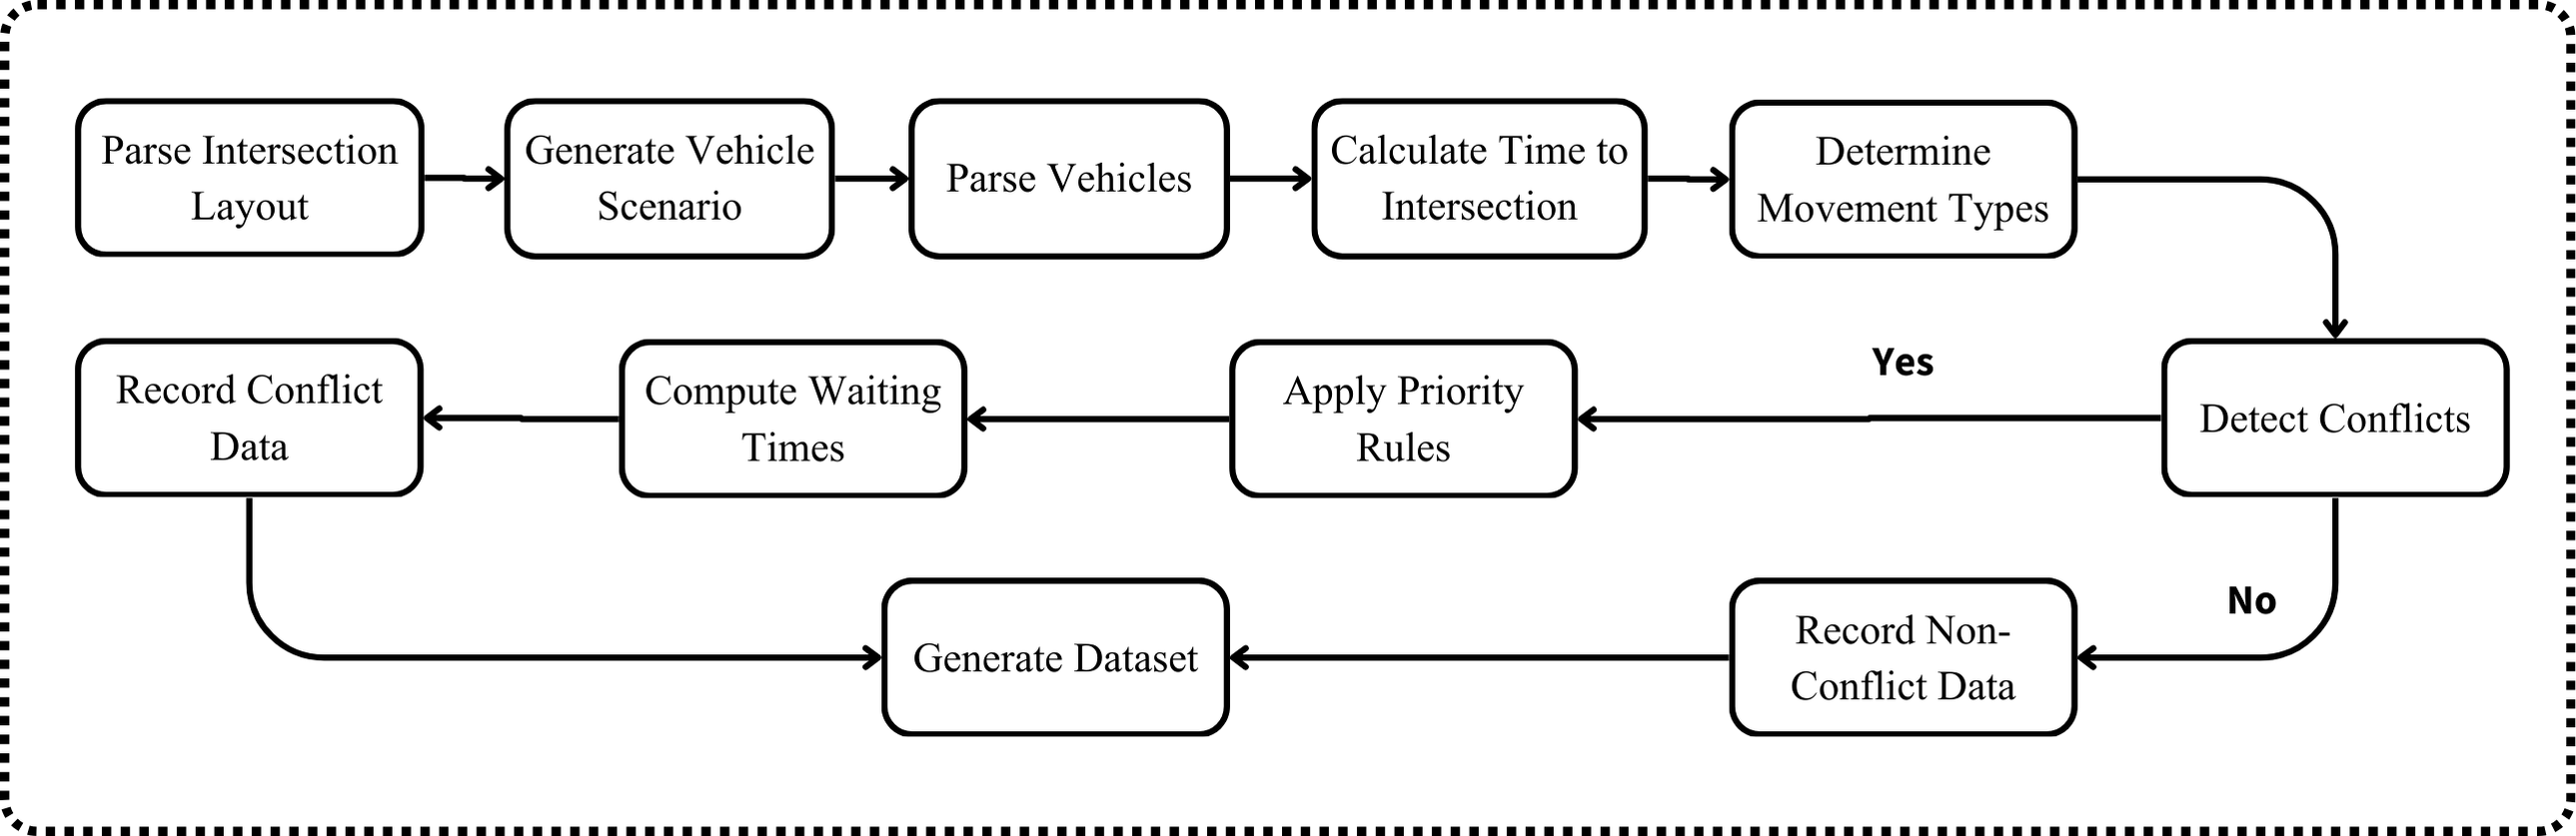 Parse Intersection
Layout
Generate Vehicle
Scenario
Parse Vehicles
Calculate Time to
Intersection
Determine
Movement Types
Detect Conflicts
Yes
Apply Priority
Rules
Compute Waiting
Times
Record Conflict
Data
No
Record Non-
Conflict Data
Generate Dataset